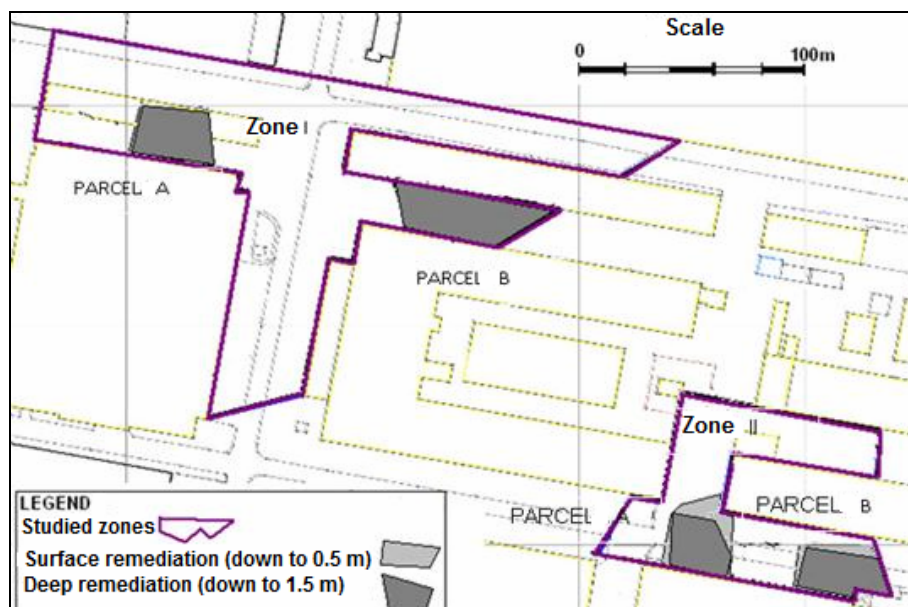 Scale
0 100m
Zone I
PARCEL A
PARCEL B
Zone II
PARCEL A PARCEL B
LEGEND
Studied zones
Surface remediation (down to 0.5 m)
Deep remediation (down to 1.5 m)